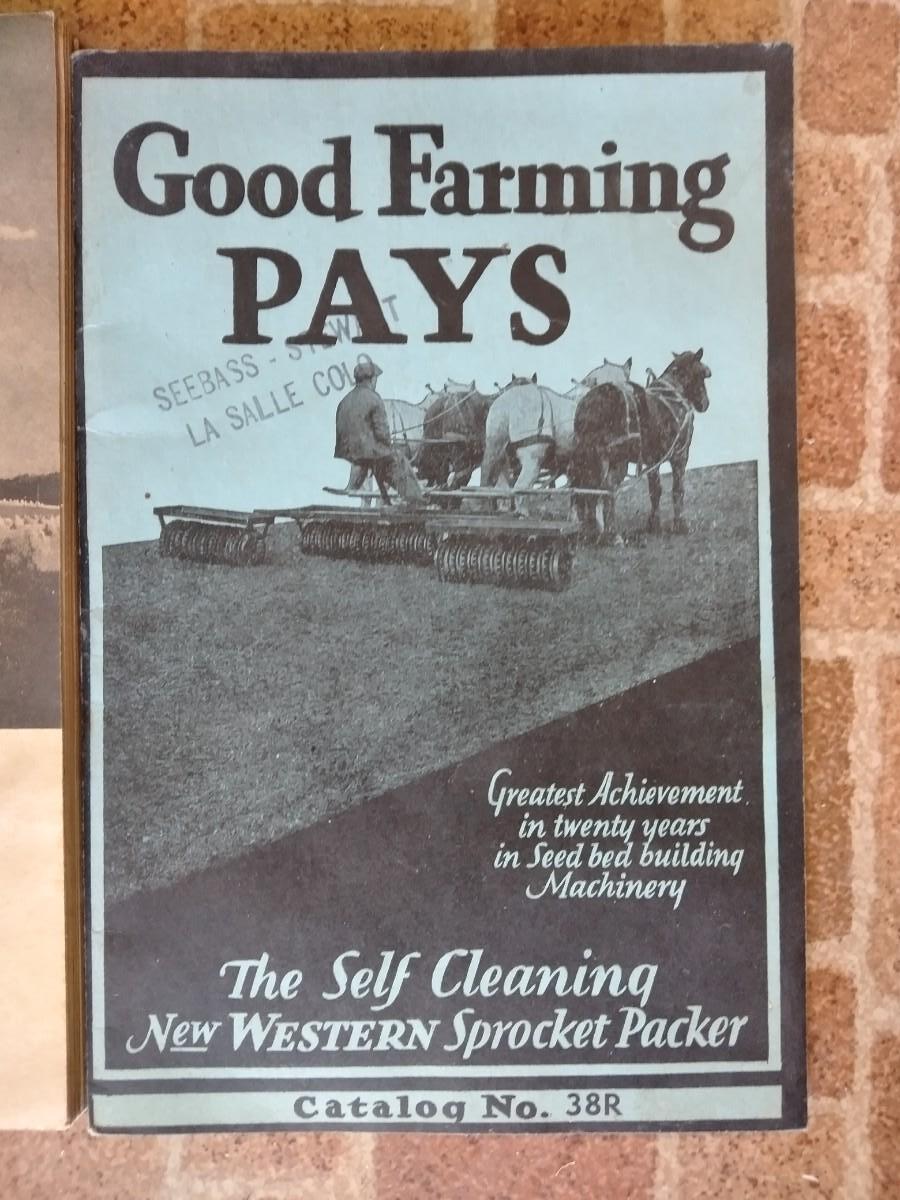 Good Farming
PAYS
SEEBASS - STEWART
LA SALLE COLO
Greatest Achievement
in twenty years
in Seed bed building
Machinery
The Self Cleaning
New WESTERN Sprocket Packer
Catalog No. 38R